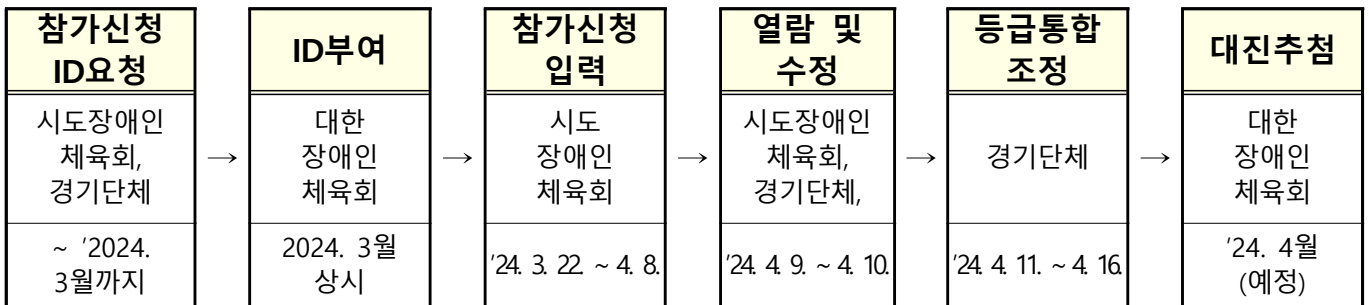 참가신청
ID요청
시도장애인
체육회,
경기단체
~ '2024.
3월까지
→
ID부여
대한
장애인
체육회
2024. 3월
상시
→
참가신청
입력
시도
장애인
체육회
'24. 3. 22. ~ 4. 8.
→
열람 및
수정
시도장애인
체육회,
경기단체,
'24. 4. 9. ~ 4. 10.
→
등급통합
조정
경기단체
'24. 4. 11. ~ 4. 16.
→
대진추첨
대한
장애인
체육회
'24. 4월
(예정)